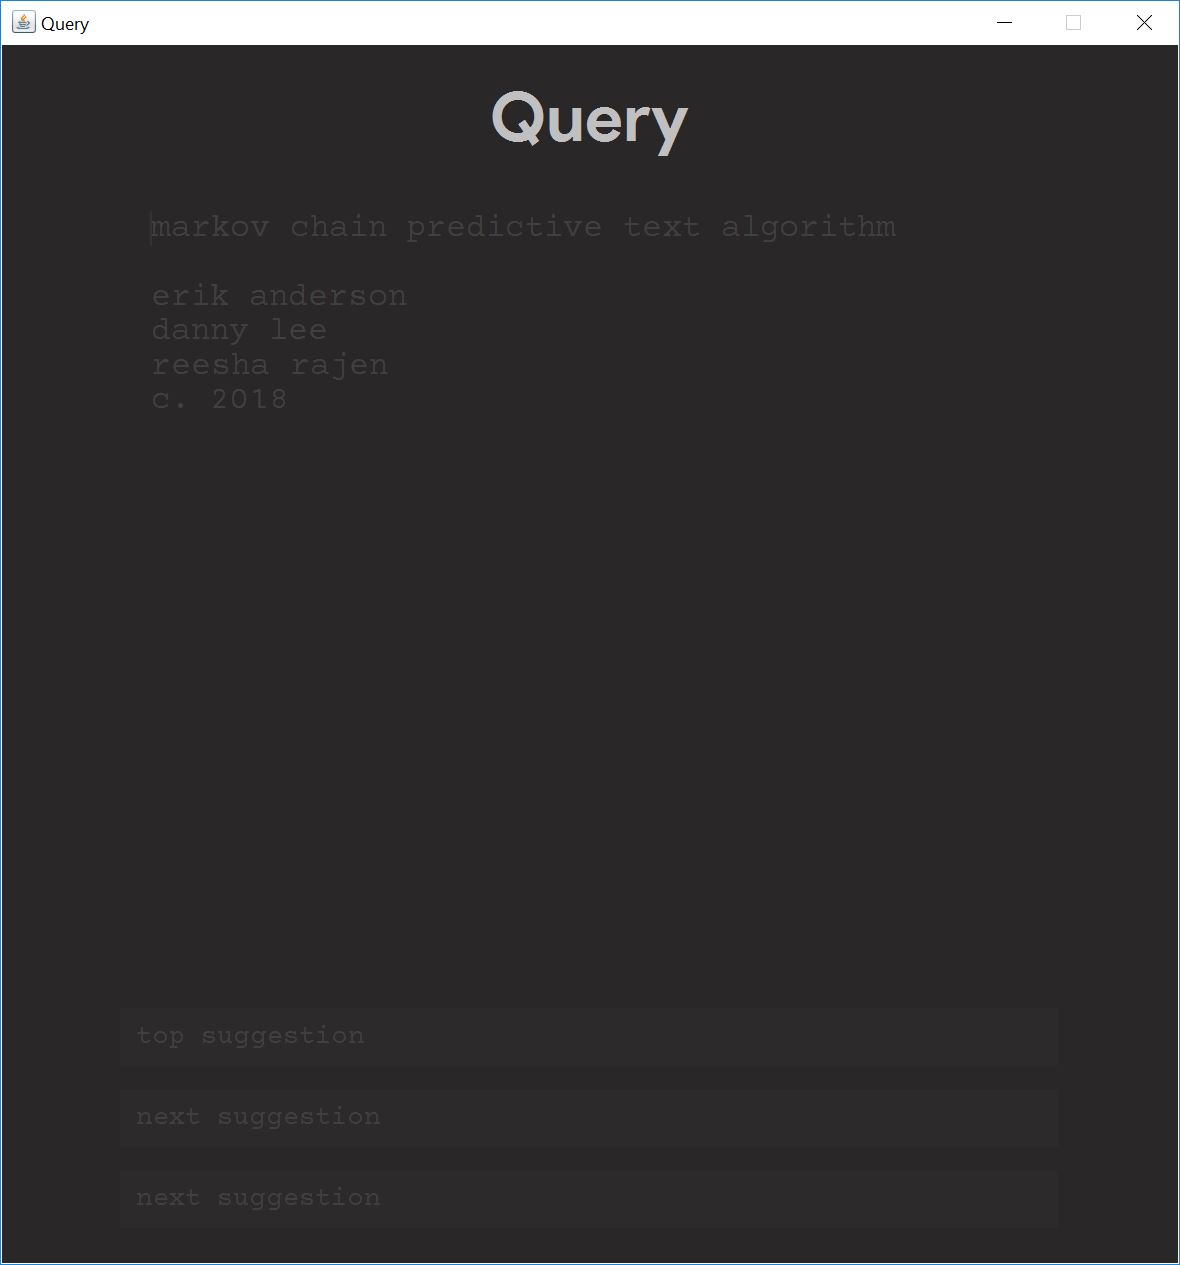 Query
Query
markov chain predictive text algorithm
erik anderson
danny lee
reesha rajen
c. 2018
top suggestion
next suggestion
next suggestion